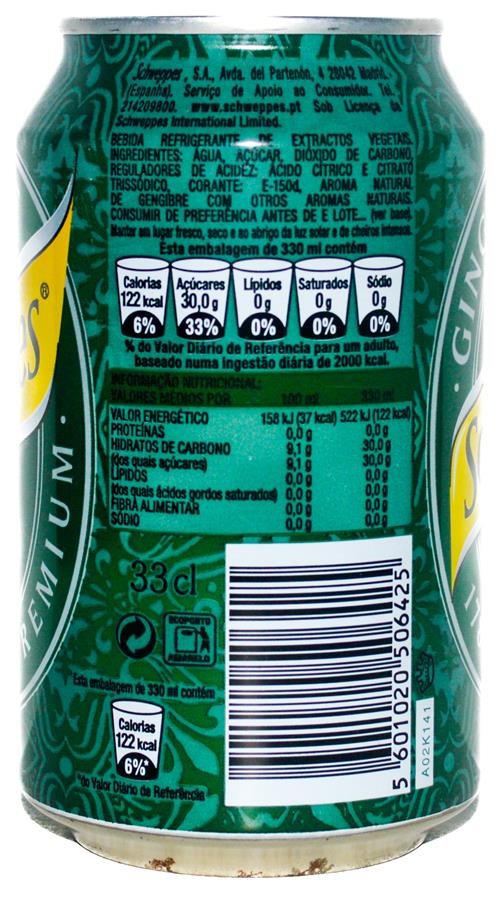 Schweppes, S.A., Avda. del Partenón, 4 28042 Madrid.
(Espanha). Serviço de Apoio ao Consumidor. Tel.
214209800. www.schweppes.pt Sob Licença de
Schweppes International Limited.
BEBIDA REFRIGERANTE DE EXTRACTOS VEGETAIS.
INGREDIENTES: ÁGUA, AÇÚCAR, DIÓXIDO DE CARBONO,
REGULADORES DE ACIDEZ: ÁCIDO CÍTRICO E CITRATO
TRISSÓDICO, CORANTE: E-150d, AROMA NATURAL
DE GENGIBRE COM OUTROS AROMAS NATURAIS.
CONSUMIR DE PREFERÊNCIA ANTES DE E LOTE... (ver base).
Manter em lugar fresco, seco e ao abrigo da luz solar e de cheiros intensos.
Esta embalagem de 330 ml contém
Calorias Açúcares Lípidos Saturados Sódio
122 kcal 30,0 g 0 g 0 g 0 g
6% 33% 0% 0% 0%
% do Valor Diário de Referência para um adulto,
baseado numa ingestão diária de 2000 kcal.
INFORMAÇÃO NUTRICIONAL:
VALORES MÉDIOS POR 100 ml 330 ml
VALOR ENERGÉTICO 158 kJ (37 kcal) 522 kJ (122 kcal)
PROTEÍNAS 0,0 g 0,0 g
HIDRATOS DE CARBONO 9,1 g 30,0 g
(dos quais açúcares) 9,1 g 30,0 g
LÍPIDOS 0,0 g 0,0 g
(dos quais ácidos gordos saturados) 0,0 g 0,0 g
FIBRA ALIMENTAR 0,0 g 0,0 g
SÓDIO 0,0 g 0,0 g
33 cl
ECOPONTO
AMARELO
Esta embalagem de 330 ml contém
Calorias
122 kcal
6%*
*do Valor Diário de Referência
5 601020 506425
A02K141
es®
REMIUM ·
· GING
S